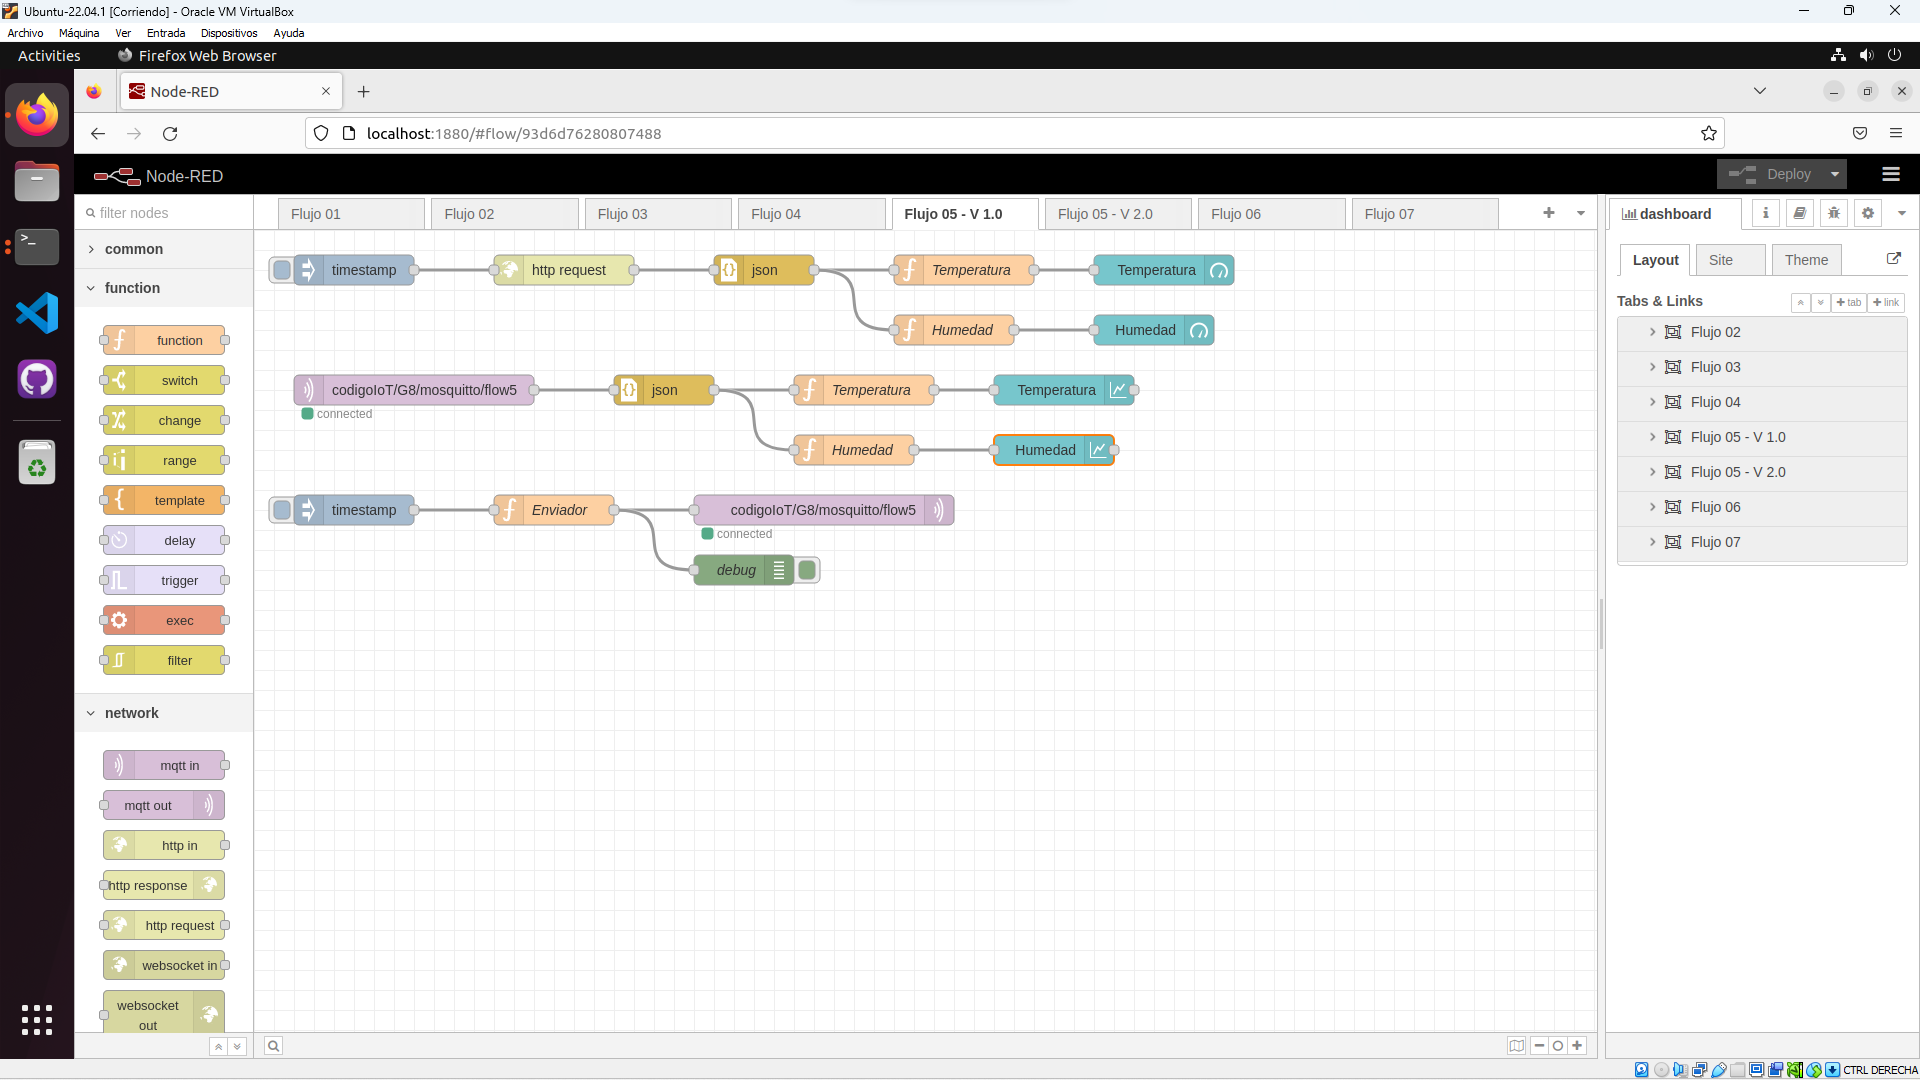 Ubuntu-22.04.1 [Corriendo] - Oracle VM VirtualBox
Archivo Máquina Ver Entrada Dispositivos Ayuda
Activities Firefox Web Browser
Node-RED
localhost:1880/#flow/93d6d76280807488
Node-RED
Deploy
filter nodes
common
function
function
switch
change
range
template
delay
trigger
exec
filter
network
mqtt in
mqtt out
http in
http response
http request
websocket in
websocket
out
Flujo 01 Flujo 02 Flujo 03 Flujo 04 Flujo 05 - V 1.0 Flujo 05 - V 2.0 Flujo 06 Flujo 07
timestamp http request json Temperatura Temperatura
Humedad Humedad
codigoIoT/G8/mosquitto/flow5 json Temperatura Temperatura
connected
Humedad Humedad
timestamp Enviador codigoIoT/G8/mosquitto/flow5
connected
debug
dashboard
Layout Site Theme
Tabs & Links
tab link
Flujo 02
Flujo 03
Flujo 04
Flujo 05 - V 1.0
Flujo 05 - V 2.0
Flujo 06
Flujo 07
CTRL DERECHA